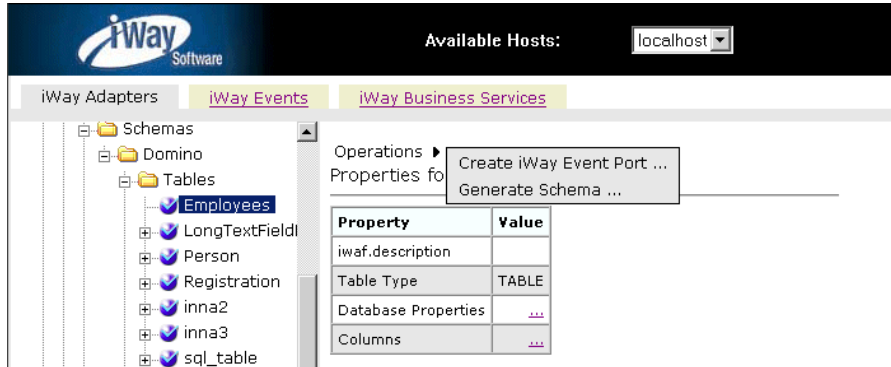 iWay
Software
Available Hosts:
localhost
iWay Adapters
iWay Events
iWay Business Services
Schemas
Domino
Tables
Employees
LongTextField
Person
Registration
inna2
inna3
sql_table
Operations
Properties fo
Create iWay Event Port ...
Generate Schema ...
Property Value
iwaf.description
Table Type TABLE
Database Properties ...
Columns ...